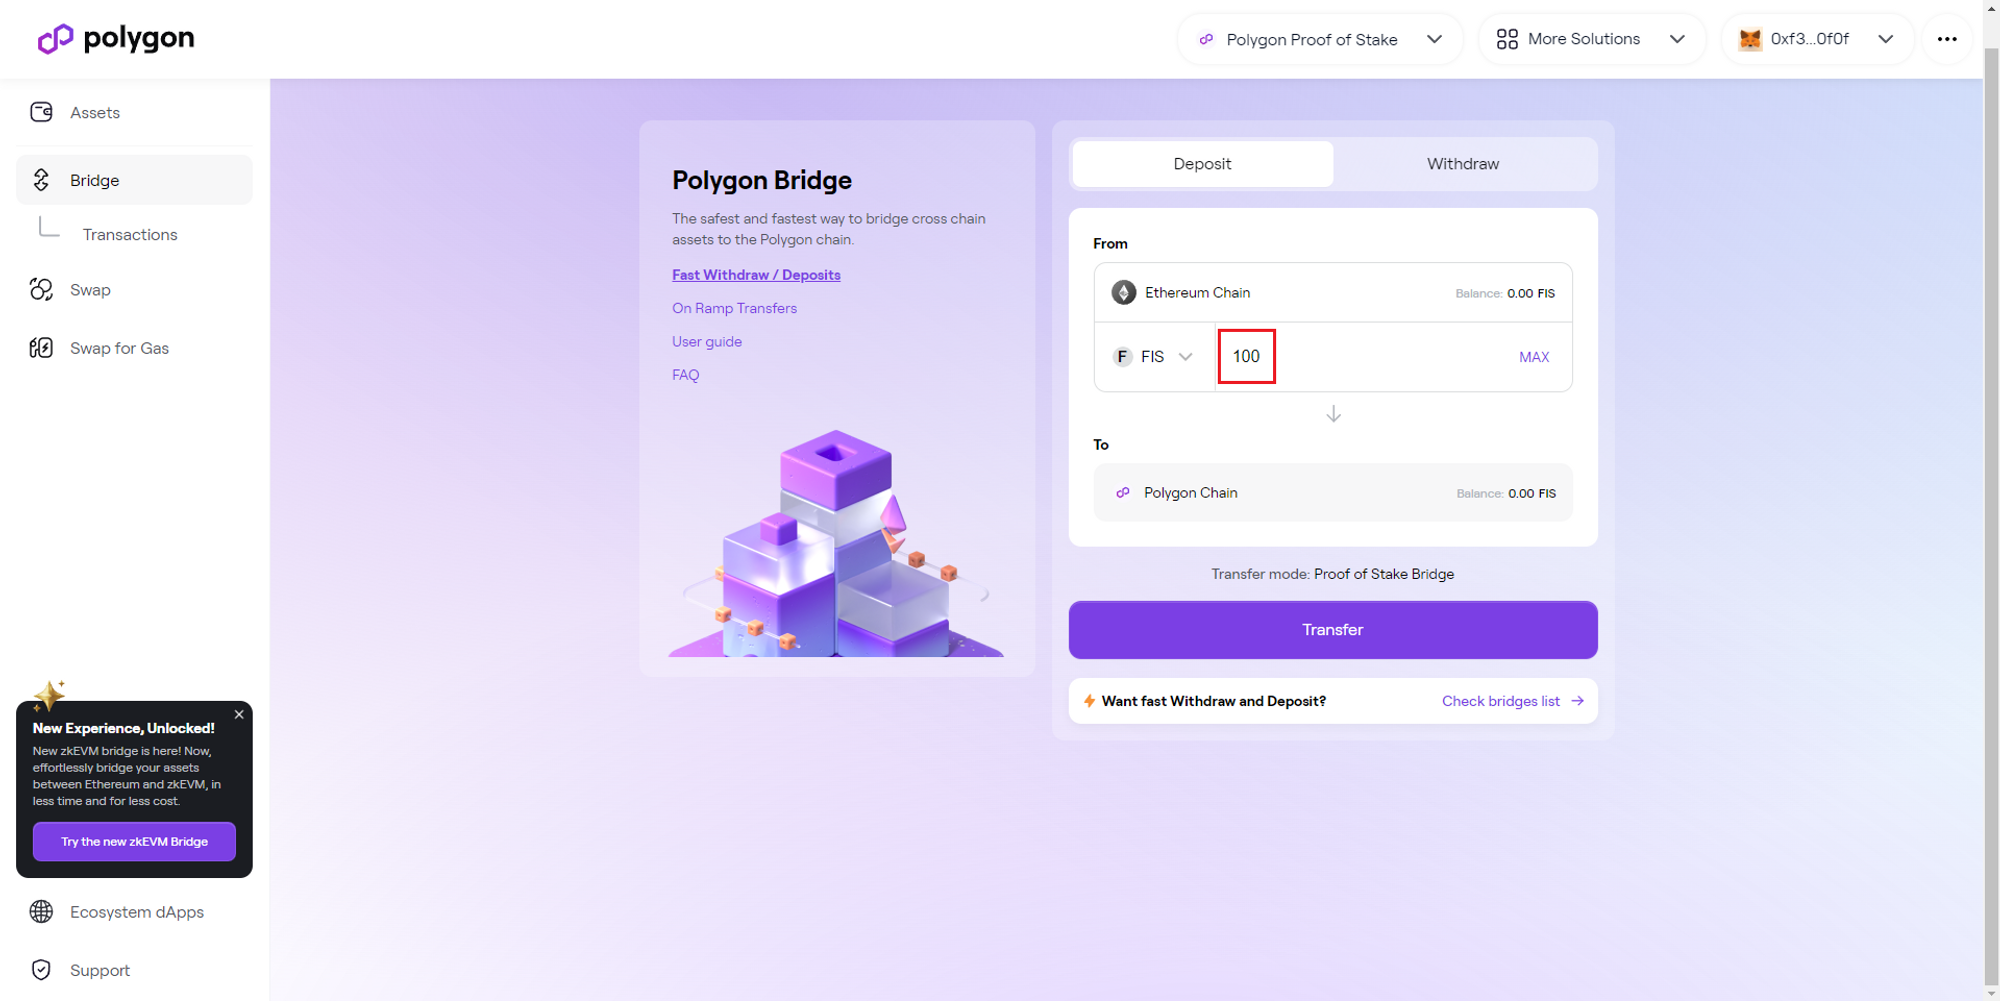 polygon
Polygon Proof of Stake
More Solutions
0xf3...0f0f
Assets
Bridge
Transactions
Swap
Swap for Gas
New Experience, Unlocked!
New zkEVM bridge is here! Now,
effortlessly bridge your assets
between Ethereum and zkEVM, in
less time and for less cost.
Try the new zkEVM Bridge
Ecosystem dApps
Support
Polygon Bridge
The safest and fastest way to bridge cross chain
assets to the Polygon chain.
Fast Withdraw / Deposits
On Ramp Transfers
User guide
FAQ
Deposit
Withdraw
From
Ethereum Chain
Balance: 0.00 FIS
F FIS
100
MAX
To
Polygon Chain
Balance: 0.00 FIS
Transfer mode: Proof of Stake Bridge
Transfer
Want fast Withdraw and Deposit?
Check bridges list